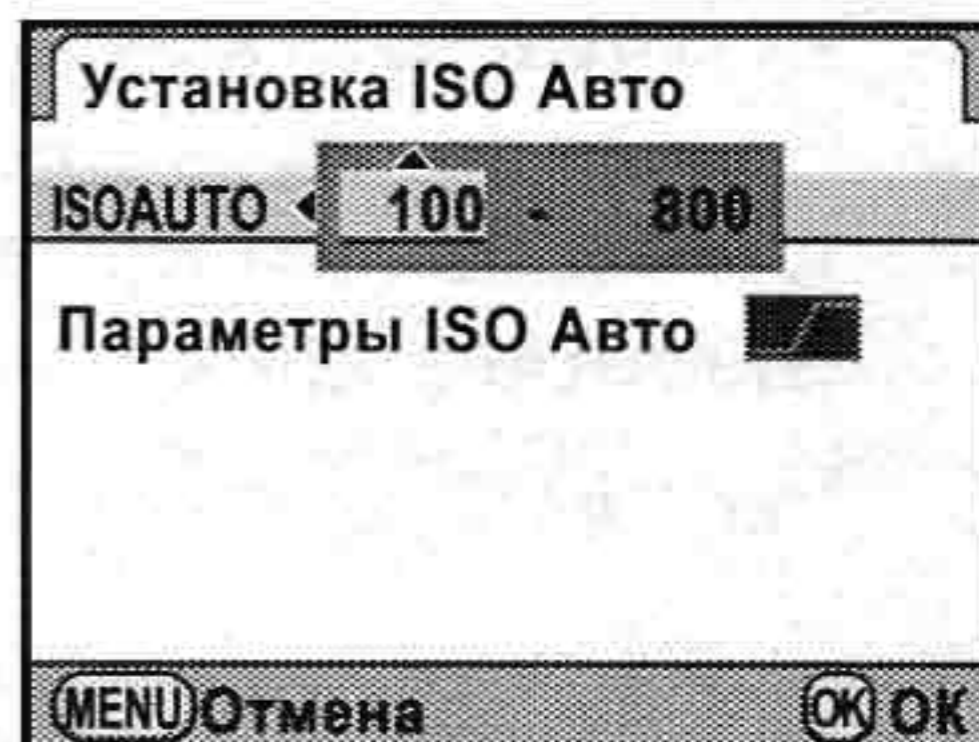 Установка ISO Авто
ISOAUTO 100 - 800
Параметры ISO Авто
MENU Отмена OK OK